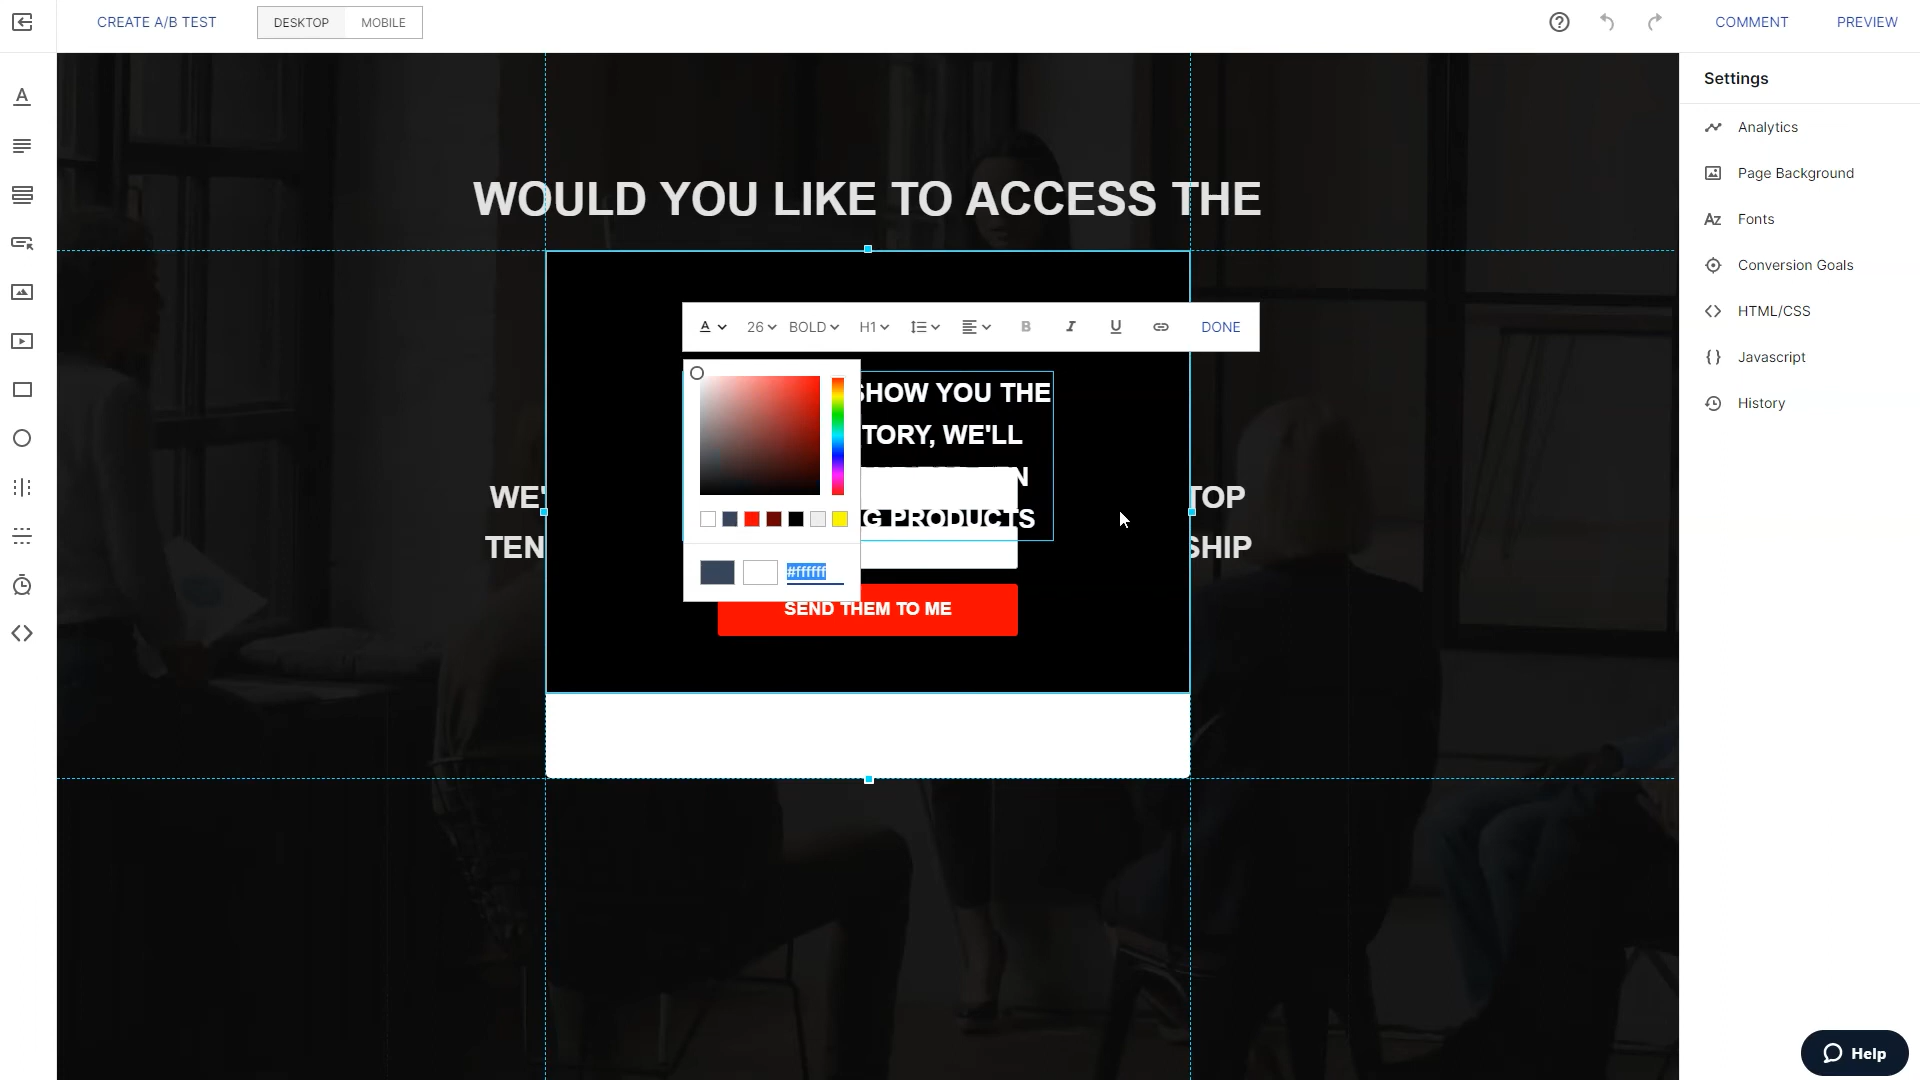 CREATE A/B TEST
DESKTOP
MOBILE
COMMENT
PREVIEW
Settings
Analytics
Page Background
Fonts
Conversion Goals
HTML/CSS
Javascript
History
WOULD YOU LIKE TO ACCESS THE
A
26
BOLD
H1
B
I
U
DONE
SHOW YOU THE
TORY, WE'LL
N
G PRODUCTS
WE'
TOP
TEN
SHIP
#ffffff
SEND THEM TO ME
Help